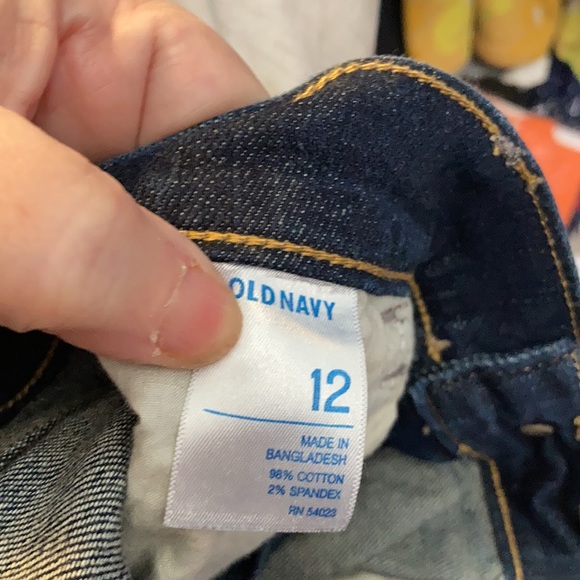 OLD NAVY
12
MADE IN
BANGLADESH
98% COTTON
2% SPANDEX
RN 54023